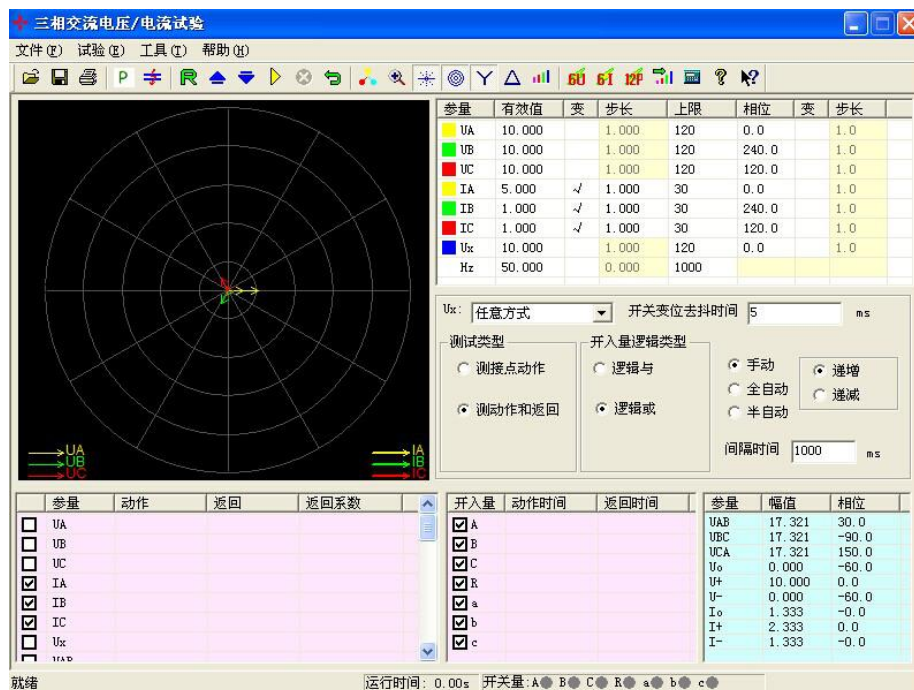 三相交流电压/电流试验
文件(F) 试验(E) 工具(T) 帮助(H)
P R 6U 6I 12P
参量 有效值 变 步长 上限 相位 变 步长
UA 10.000 1.000 120 0.0 1.0
UB 10.000 1.000 120 240.0 1.0
UC 10.000 1.000 120 120.0 1.0
IA 5.000 √ 1.000 30 0.0 1.0
IB 1.000 √ 1.000 30 240.0 1.0
IC 1.000 √ 1.000 30 120.0 1.0
Ux 10.000 1.000 120 0.0 1.0
Hz 50.000 0.000 1000
Ux: 任意方式 开关变位去抖时间 5 ms
测试类型
测接点动作
测动作和返回
开入量逻辑类型
逻辑与
逻辑或
手动
全自动
半自动
递增
递减
间隔时间 1000 ms
UA
UB
UC
IA
IB
IC
参量 动作 返回 返回系数
UA
UB
UC
IA
IB
IC
Ux
UAB
开入量 动作时间 返回时间
A
B
C
R
a
b
c
参量 幅值 相位
UAB 17.321 30.0
UBC 17.321 -90.0
UCA 17.321 150.0
Uo 0.000 -60.0
U+ 10.000 0.0
U- 0.000 -60.0
Io 1.333 -0.0
I+ 2.333 0.0
I- 1.333 -0.0
就绪 运行时间: 0.00s 开关量:A B C R a b c